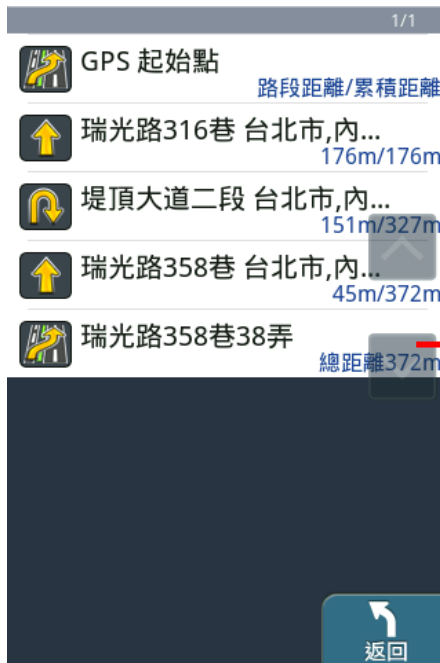 1/1
GPS 起始點
路段距離/累積距離
瑞光路316巷 台北市,內...
176m/176m
堤頂大道二段 台北市,內...
151m/327m
瑞光路358巷 台北市,內...
45m/372m
瑞光路358巷38弄
總距離372m
返回